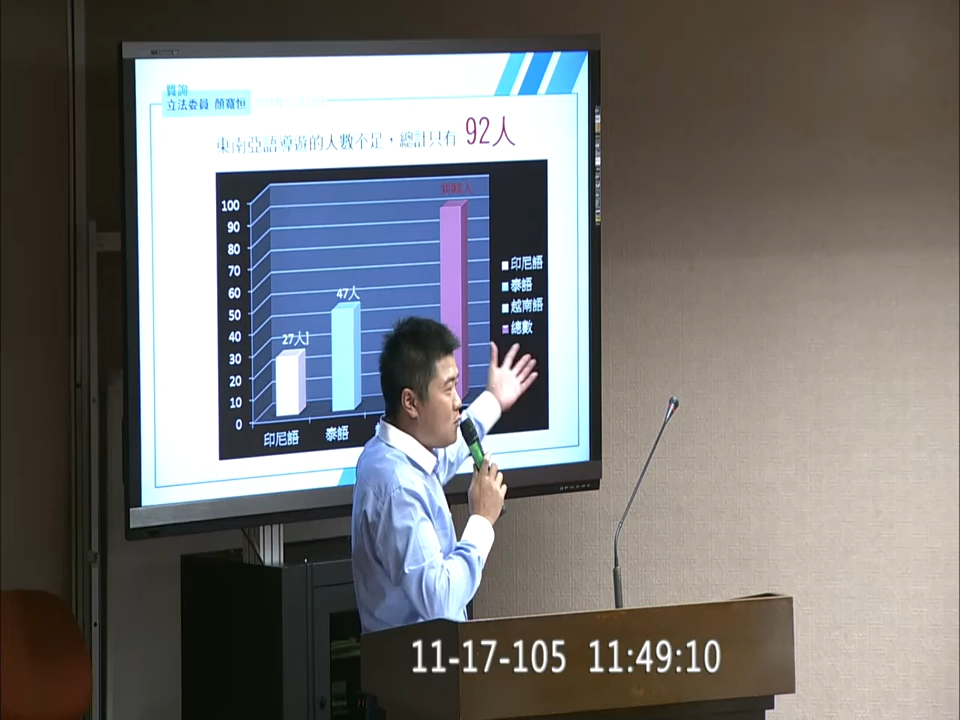 質詢
立法委員 顏寬恒
東南亞語導遊的人數不足,總計只有 92人
100
90
80
70
60
50
40
30
20
10
0
27人
47人
印尼語
泰語
印尼語
泰語
越南語
總數
11-17-105 11:49:10